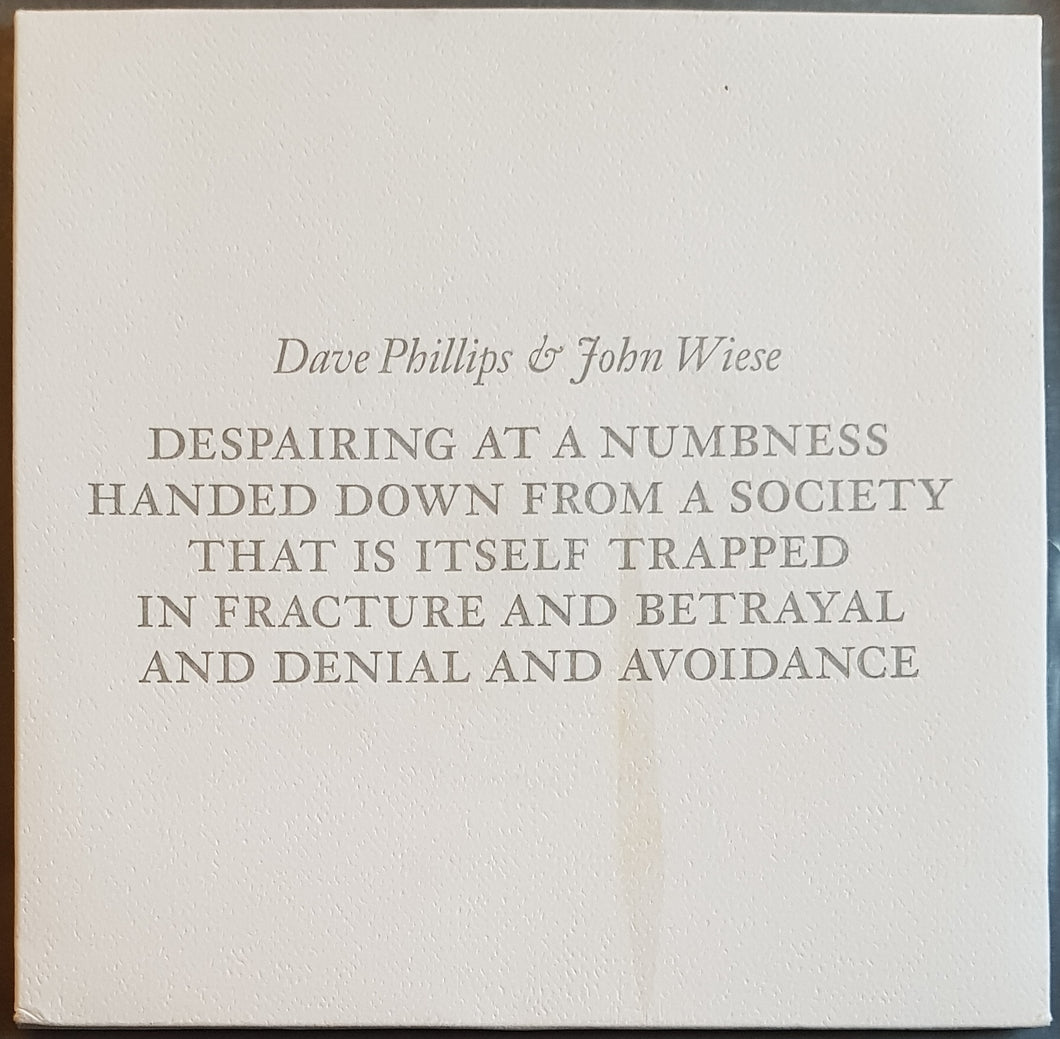 Dave Phillips & John Wiese
DESPAIRING AT A NUMBNESS
HANDED DOWN FROM A SOCIETY
THAT IS ITSELF TRAPPED
IN FRACTURE AND BETRAYAL
AND DENIAL AND AVOIDANCE